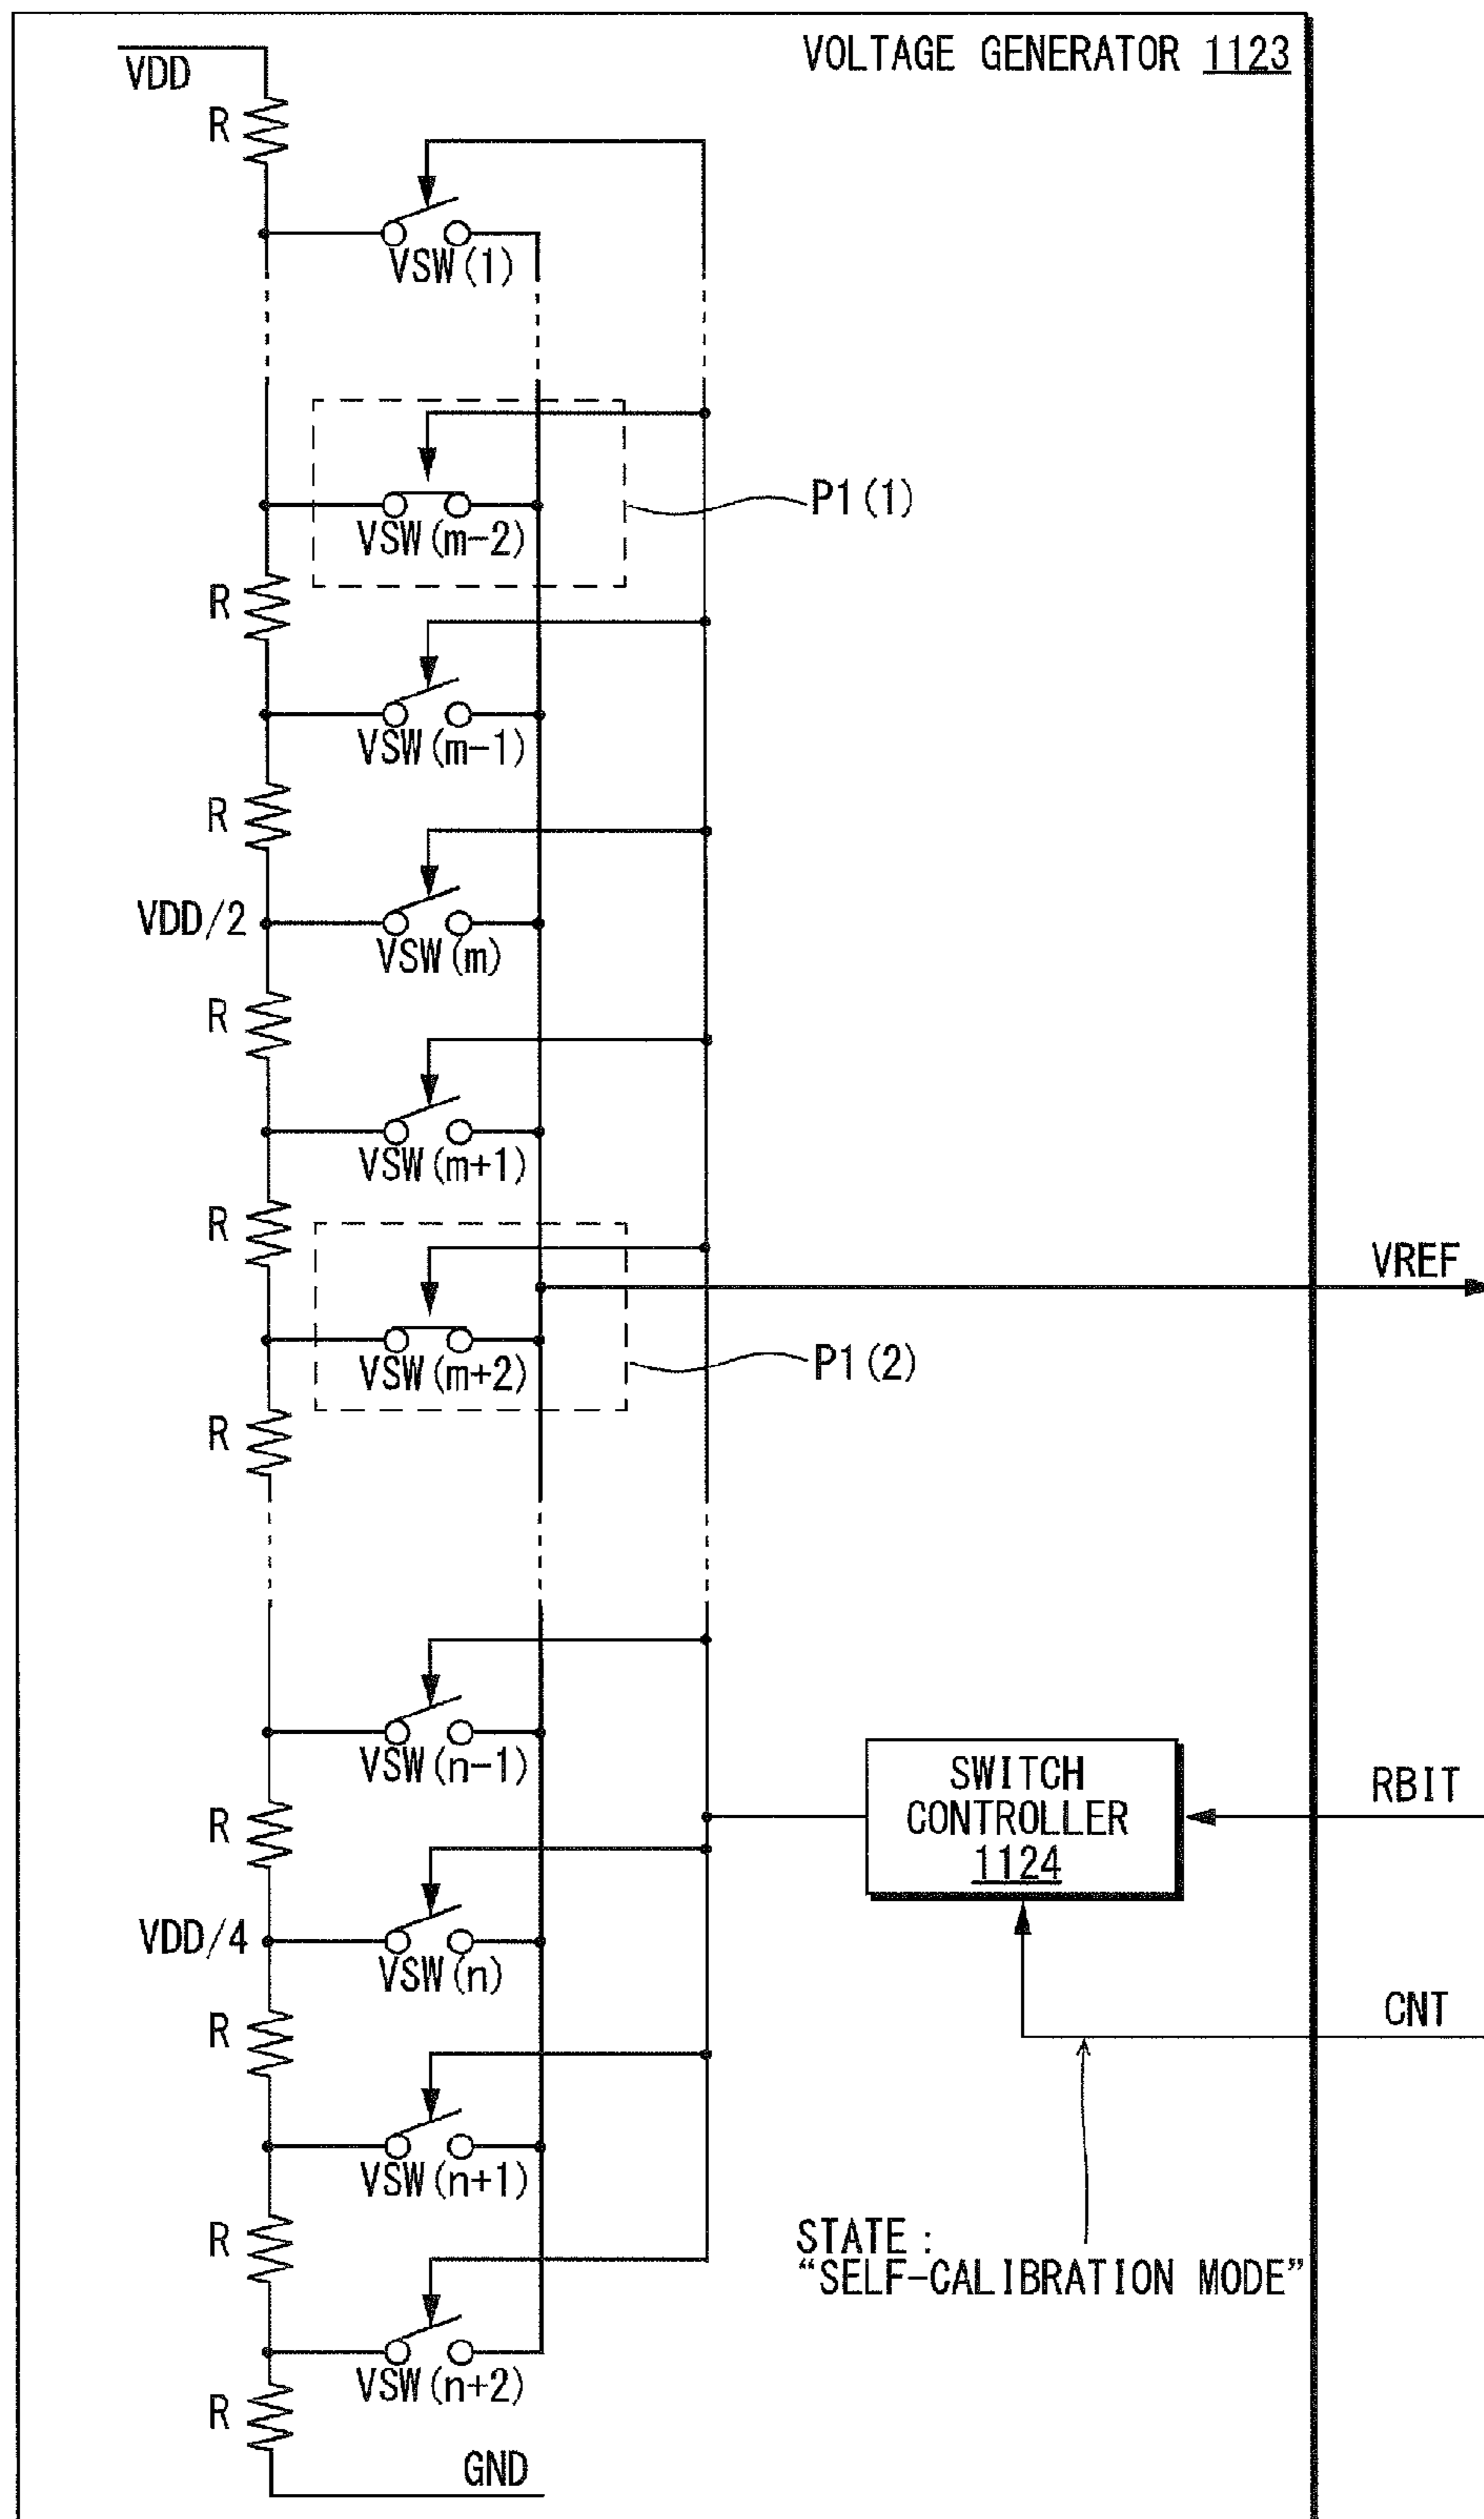 VOLTAGE GENERATOR 1123
VDD
R
VSW(1)
P1(1)
VSW(m-2)
R
VSW(m-1)
R
VDD/2
VSW(m)
R
VSW(m+1)
R
VREF
VSW(m+2)
P1(2)
R
VSW(n-1)
SWITCH
CONTROLLER
1124
RBIT
R
VDD/4
VSW(n)
CNT
R
VSW(n+1)
R
STATE:
“SELF-CALIBRATION MODE”
VSW(n+2)
R
GND